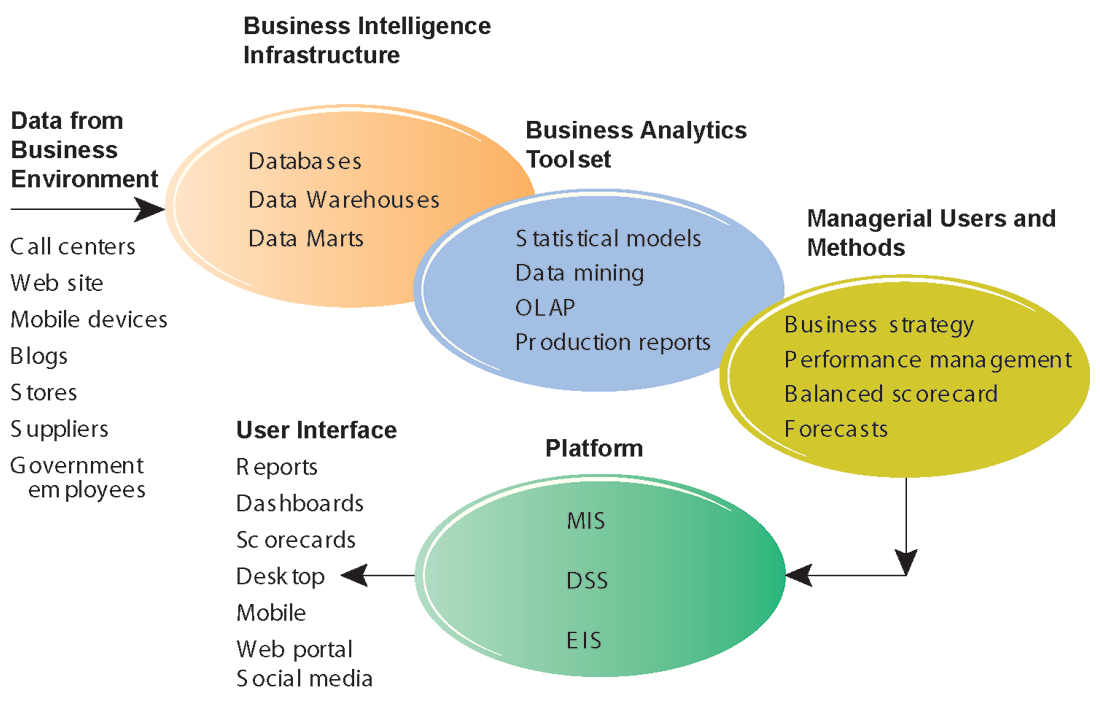 Business Intelligence
Infrastructure
Data from
Business
Environment
Call centers
Web site
Mobile devices
Blogs
Stores
Suppliers
Government
employees
Databases
Data Warehouses
Data Marts
Business Analytics
Toolset
Statistical models
Data mining
OLAP
Production reports
Managerial Users and
Methods
Business strategy
Performance management
Balanced scorecard
Forecasts
Platform
MIS
DSS
EIS
User Interface
Reports
Dashboards
Scorecards
Desktop
Mobile
Web portal
Social media